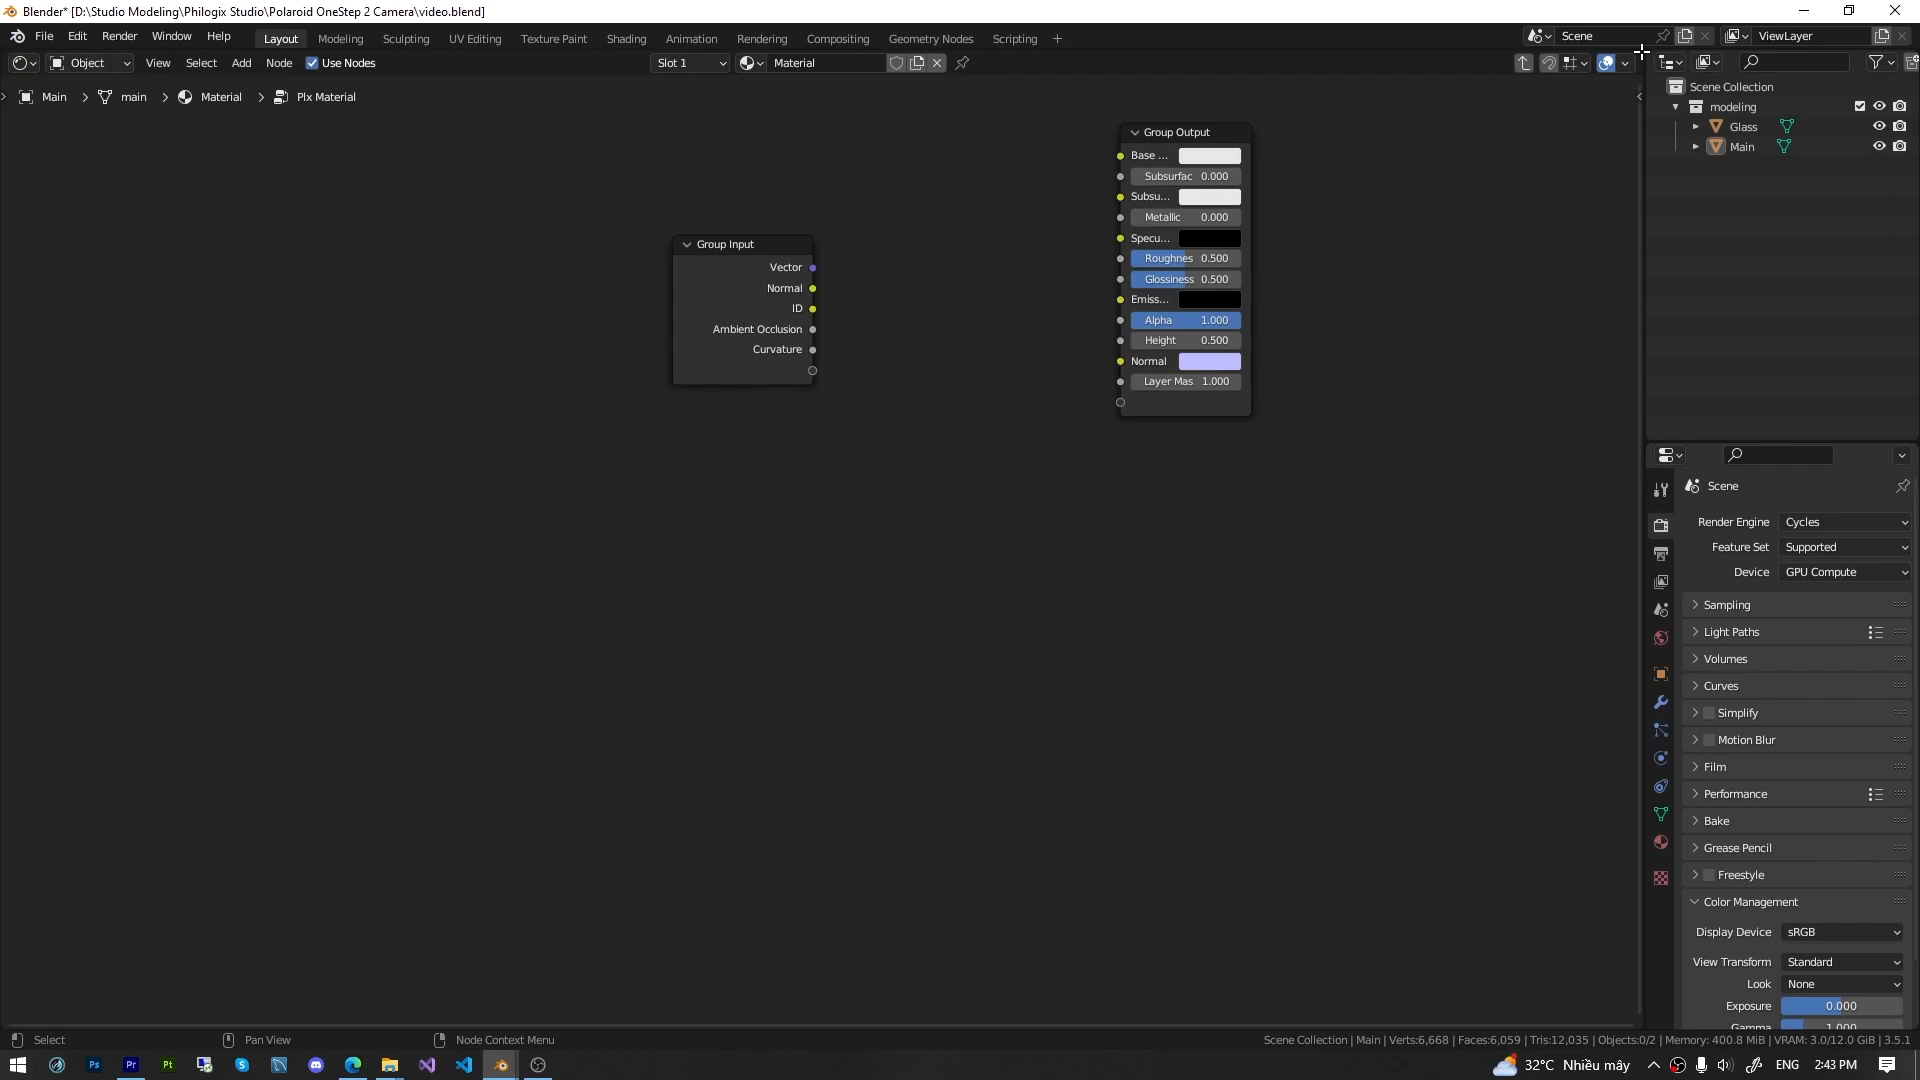 Blender* [D:\Studio Modeling\Philogix Studio\Polaroid OneStep 2 Camera\video.blend]
File Edit Render Window Help Layout Modeling Sculpting UV Editing Texture Paint Shading Animation Rendering Compositing Geometry Nodes Scripting + Scene ViewLayer
Object View Select Add Node Use Nodes Slot 1 Material
Main > main > Material > Plx Material
Scene Collection
modeling
Glass
Main
Group Input
Vector
Normal
ID
Ambient Occlusion
Curvature
Group Output
Base ...
Subsurfac 0.000
Subsu...
Metallic 0.000
Specu...
Roughnes 0.500
Glossiness 0.500
Emiss...
Alpha 1.000
Height 0.500
Normal
Layer Mas 1.000
Scene
Render Engine Cycles
Feature Set Supported
Device GPU Compute
Sampling
Light Paths
Volumes
Curves
Simplify
Motion Blur
Film
Performance
Bake
Grease Pencil
Freestyle
Color Management
Display Device sRGB
View Transform Standard
Look None
Exposure 0.000
Gamma 1.000
Select Pan View Node Context Menu Scene Collection | Main | Verts:6,668 | Faces:6,059 | Tris:12,035 | Objects:0/2 | Memory: 400.8 MiB | VRAM: 3.0/12.0 GiB | 3.5.1
Ps Pr Pt 32°C Nhiều mây ENG 2:43 PM